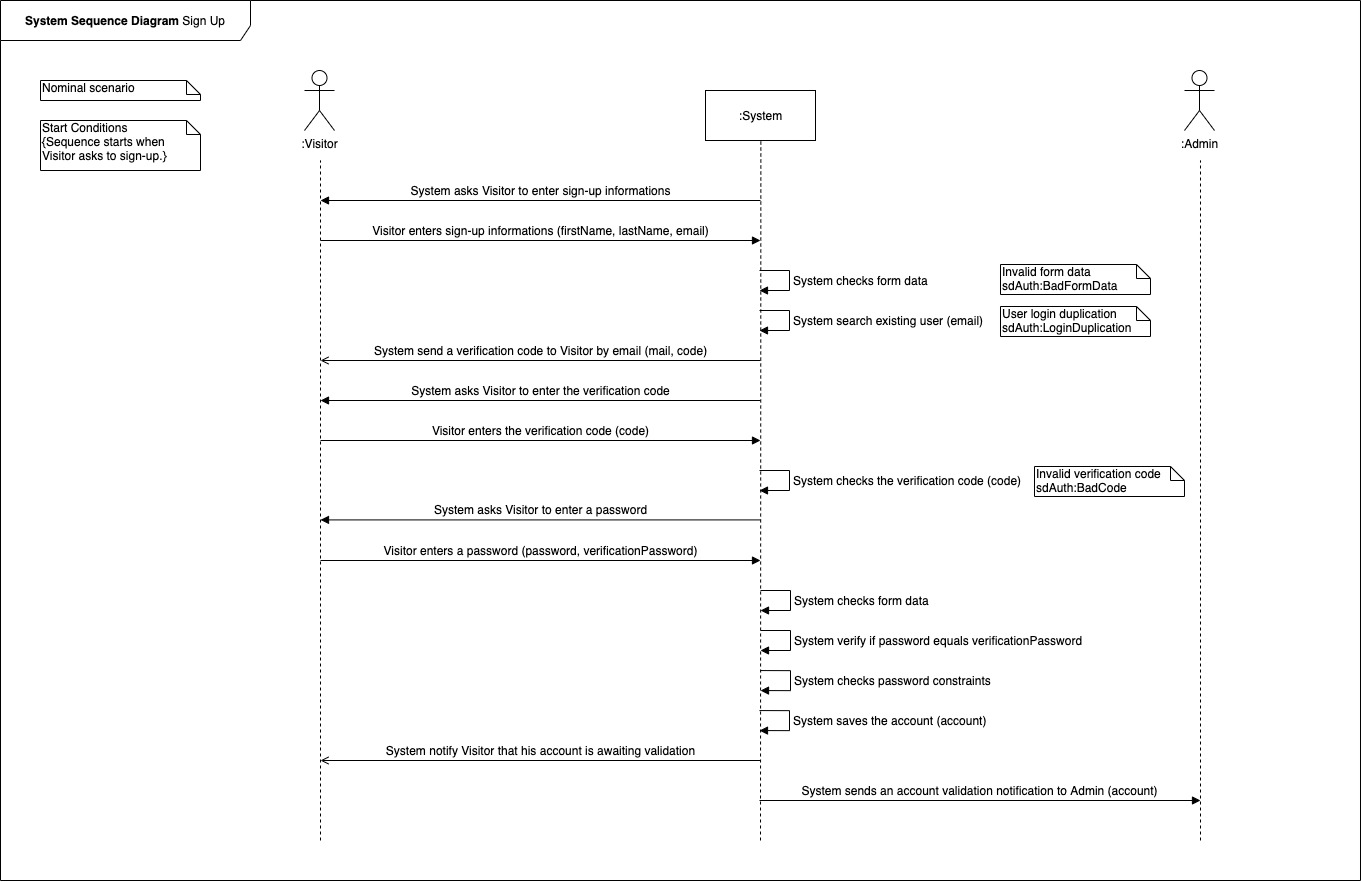 System Sequence Diagram Sign Up
Nominal scenario
Start Conditions
{Sequence starts when
Visitor asks to sign-up.}
:Visitor
:System
:Admin
System asks Visitor to enter sign-up informations
Visitor enters sign-up informations (firstName, lastName, email)
System checks form data
Invalid form data
sdAuth:BadFormData
System search existing user (email)
User login duplication
sdAuth:LoginDuplication
System send a verification code to Visitor by email (mail, code)
System asks Visitor to enter the verification code
Visitor enters the verification code (code)
System checks the verification code (code)
Invalid verification code
sdAuth:BadCode
System asks Visitor to enter a password
Visitor enters a password (password, verificationPassword)
System checks form data
System verify if password equals verificationPassword
System checks password constraints
System saves the account (account)
System notify Visitor that his account is awaiting validation
System sends an account validation notification to Admin (account)